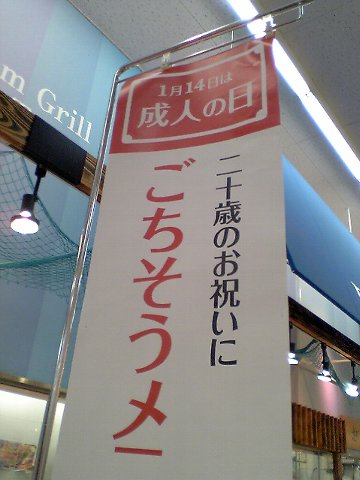 m Grill
1月14日は
成人の日
二十歳のお祝いに
ごちそうメー